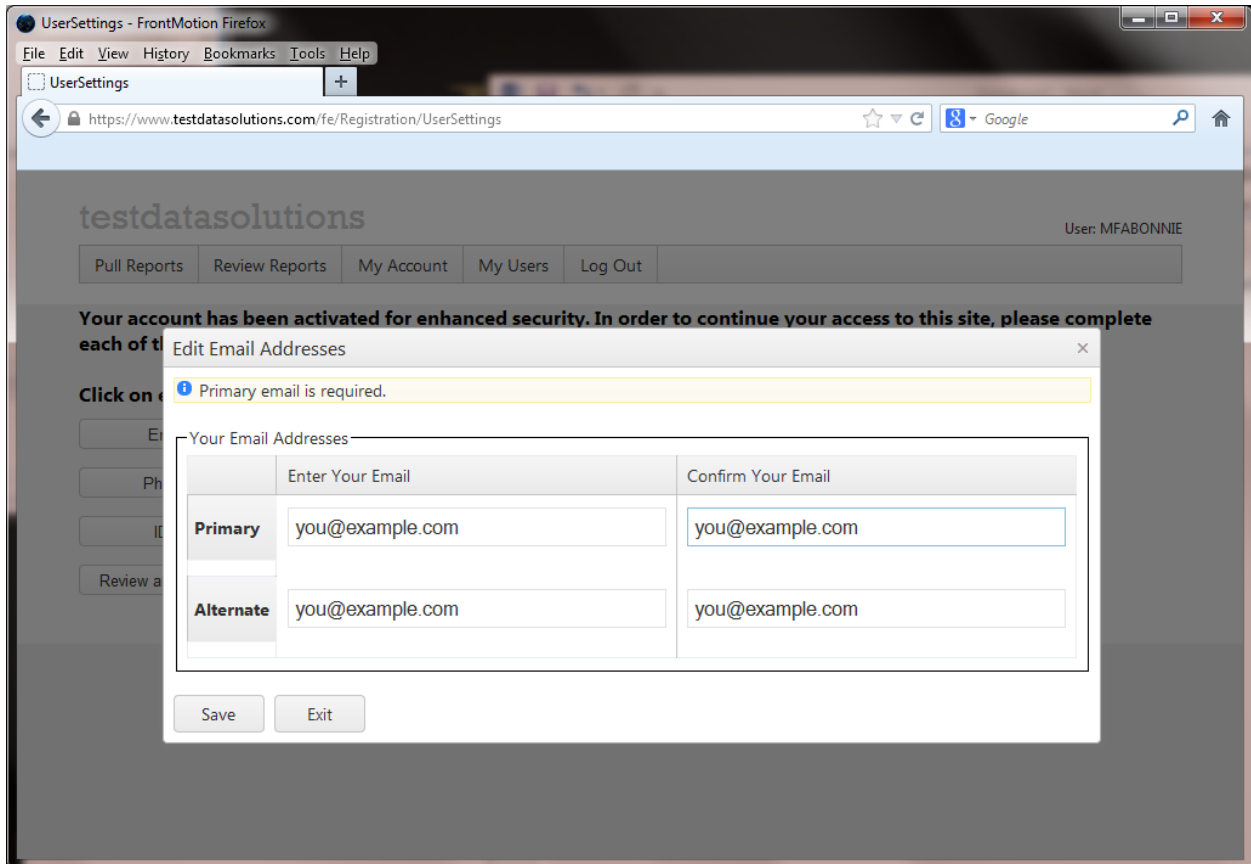 UserSettings - FrontMotion Firefox
File Edit View History Bookmarks Tools Help
UserSettings +
https://www.testdatasolutions.com/fe/Registration/UserSettings
Google
testdatasolutions
User: MFABONNIE
Pull Reports Review Reports My Account My Users Log Out
Your account has been activated for enhanced security. In order to continue your access to this site, please complete
each of
Edit Email Addresses
Click on
Primary email is required.
Your Email Addresses
Enter Your Email Confirm Your Email
Primary you@example.com you@example.com
Review
Alternate you@example.com you@example.com
Save Exit